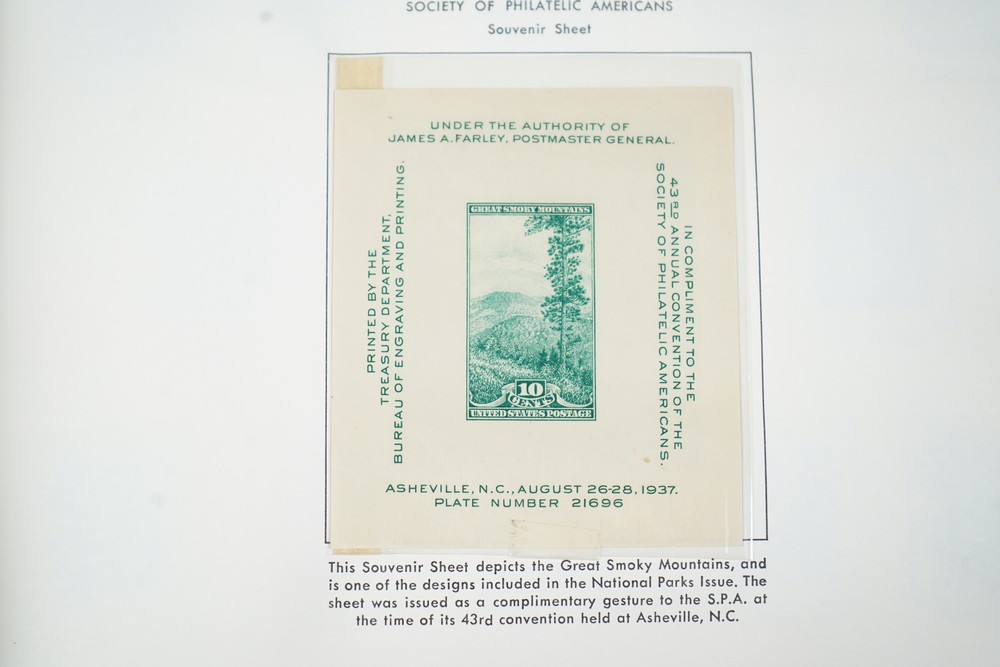 SOCIETY OF PHILATELIC AMERICANS
Souvenir Sheet
UNDER THE AUTHORITY OF
JAMES A. FARLEY, POSTMASTER GENERAL.
PRINTED BY THE
TREASURY DEPARTMENT,
BUREAU OF ENGRAVING AND PRINTING.
GREAT SMOKY MOUNTAINS
10
CENTS
UNITED STATES POSTAGE
IN COMPLIMENT TO THE
43RD ANNUAL CONVENTION OF THE
SOCIETY OF PHILATELIC AMERICANS.
ASHEVILLE, N.C., AUGUST 26-28, 1937.
PLATE NUMBER 21696
This Souvenir Sheet depicts the Great Smoky Mountains, and
is one of the designs included in the National Parks Issue. The
sheet was issued as a complimentary gesture to the S.P.A. at
the time of its 43rd convention held at Asheville, N.C.